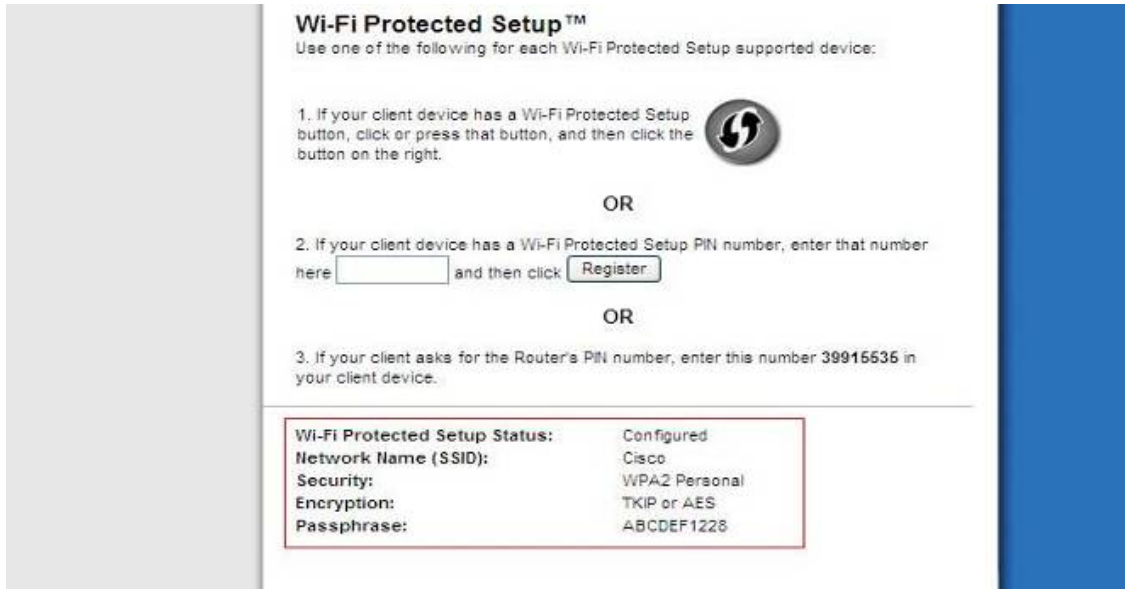 Wi-Fi Protected Setup™
Use one of the following for each Wi-Fi Protected Setup supported device:
1. If your client device has a Wi-Fi Protected Setup
button, click or press that button, and then click the
button on the right.
OR
2. If your client device has a Wi-Fi Protected Setup PIN number, enter that number
here and then click Register
OR
3. If your client asks for the Router's PIN number, enter this number 39915535 in
your client device.
Wi-Fi Protected Setup Status: Configured
Network Name (SSID): Cisco
Security: WPA2 Personal
Encryption: TKIP or AES
Passphrase: ABCDEF1228